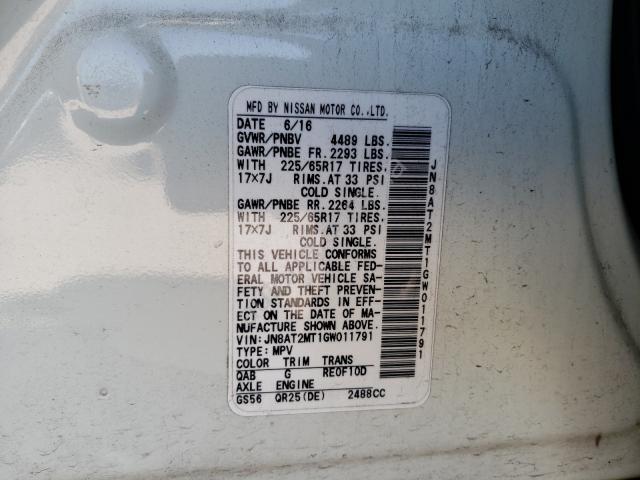 MFD BY NISSAN MOTOR CO.,LTD.
DATE 6/16
GVWR/PNBV 4489 LBS.
GAWR/PNBE FR. 2293 LBS.
WITH 225/65R17 TIRES.
17×7J RIMS.AT 33 PSI
COLD SINGLE.
GAWR/PNBE RR. 2264 LBS.
WITH 225/65R17 TIRES.
17×7J RIMS.AT 33 PSI
COLD SINGLE.
THIS VEHICLE CONFORMS
TO ALL APPLICABLE FED-
ERAL MOTOR VEHICLE SA-
FETY AND THEFT PREVEN-
TION STANDARDS IN EFF-
ECT ON THE DATE OF MA-
NUFACTURE SHOWN ABOVE.
VIN: JN8AT2MT1GW011791
TYPE: MPV
COLOR TRIM TRANS
QAB G RE0F10D
AXLE ENGINE
GS56 QR25(DE) 2488CC
JN8AT2MT1GW011791